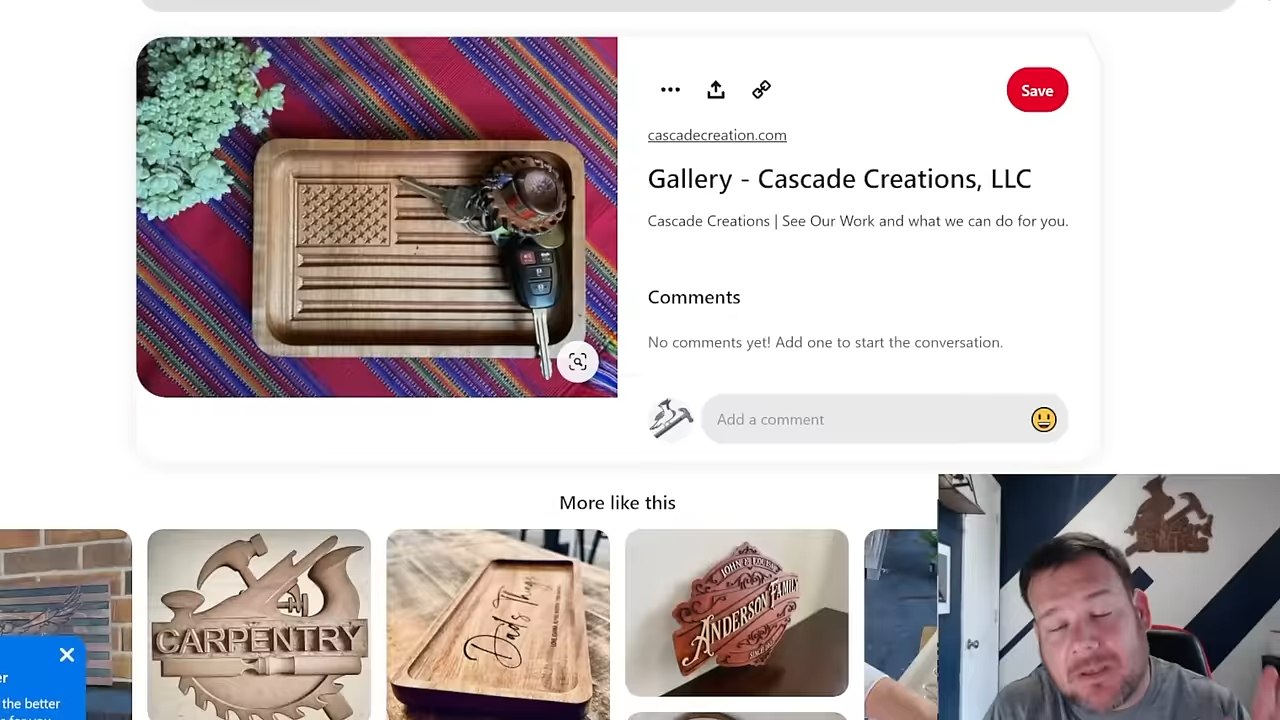 Save
cascadecreation.com
Gallery - Cascade Creations, LLC
Cascade Creations | See Our Work and what we can do for you.
Comments
No comments yet! Add one to start the conversation.
Add a comment
More like this
CARPENTRY
Dad's Things
JOHN & LOUISE
ANDERSON FAMILY
SINCE
er
the better